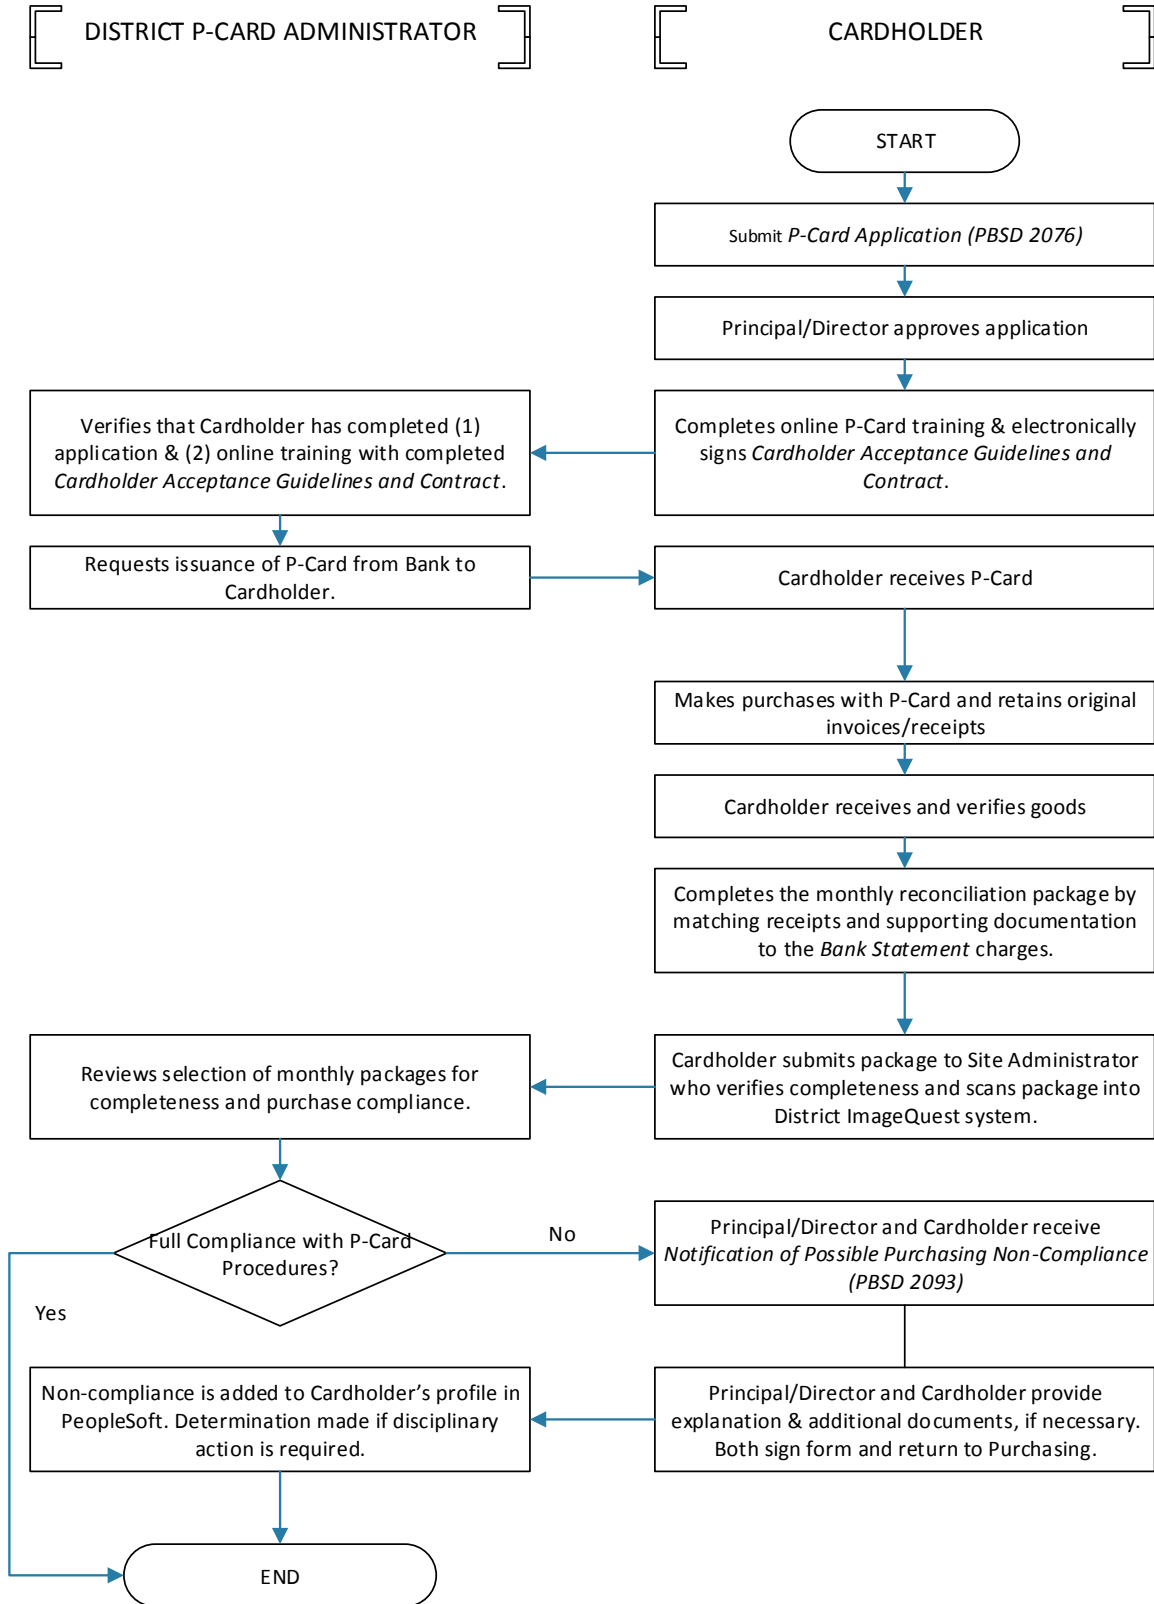 DISTRICT P-CARD ADMINISTRATOR
CARDHOLDER
START
Submit P-Card Application (PBSD 2076)
Principal/Director approves application
Completes online P-Card training & electronically
signs Cardholder Acceptance Guidelines and
Contract.
Verifies that Cardholder has completed (1)
application & (2) online training with completed
Cardholder Acceptance Guidelines and Contract.
Requests issuance of P-Card from Bank to
Cardholder.
Cardholder receives P-Card
Makes purchases with P-Card and retains original
invoices/receipts
Cardholder receives and verifies goods
Completes the monthly reconciliation package by
matching receipts and supporting documentation
to the Bank Statement charges.
Cardholder submits package to Site Administrator
who verifies completeness and scans package into
District ImageQuest system.
Reviews selection of monthly packages for
completeness and purchase compliance.
Full Compliance with P-Card
Procedures?
No
Yes
Principal/Director and Cardholder receive
Notification of Possible Purchasing Non-Compliance
(PBSD 2093)
Principal/Director and Cardholder provide
explanation & additional documents, if necessary.
Both sign form and return to Purchasing.
Non-compliance is added to Cardholder's profile in
PeopleSoft. Determination made if disciplinary
action is required.
END